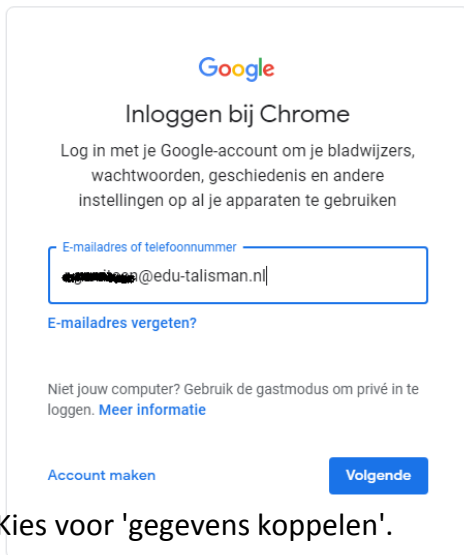 Google
Inloggen bij Chrome
Log in met je Google-account om je bladwijzers,
wachtwoorden, geschiedenis en andere
instellingen op al je apparaten te gebruiken
E-mailadres of telefoonnummer
@edu-talisman.nl
E-mailadres vergeten?
Niet jouw computer? Gebruik de gastmodus om privé in te
loggen. Meer informatie
Account maken
Volgende
Kies voor 'gegevens koppelen'.